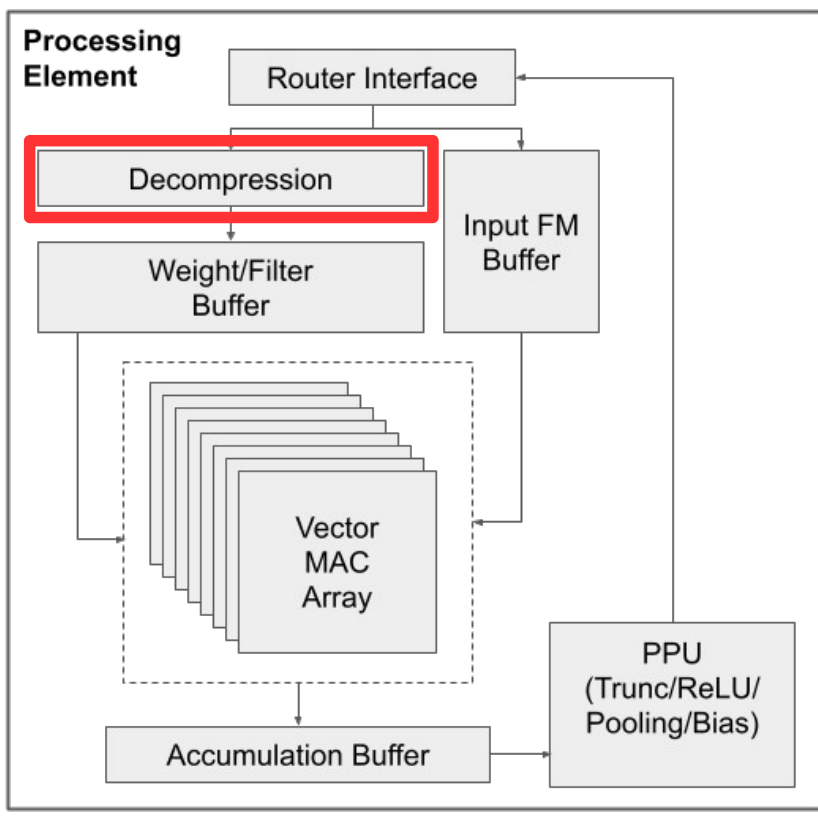 Processing
Element
Router Interface
Decompression
Input FM
Buffer
Weight/Filter
Buffer
Vector
MAC
Array
PPU
(Trunc/ReLU/
Pooling/Bias)
Accumulation Buffer